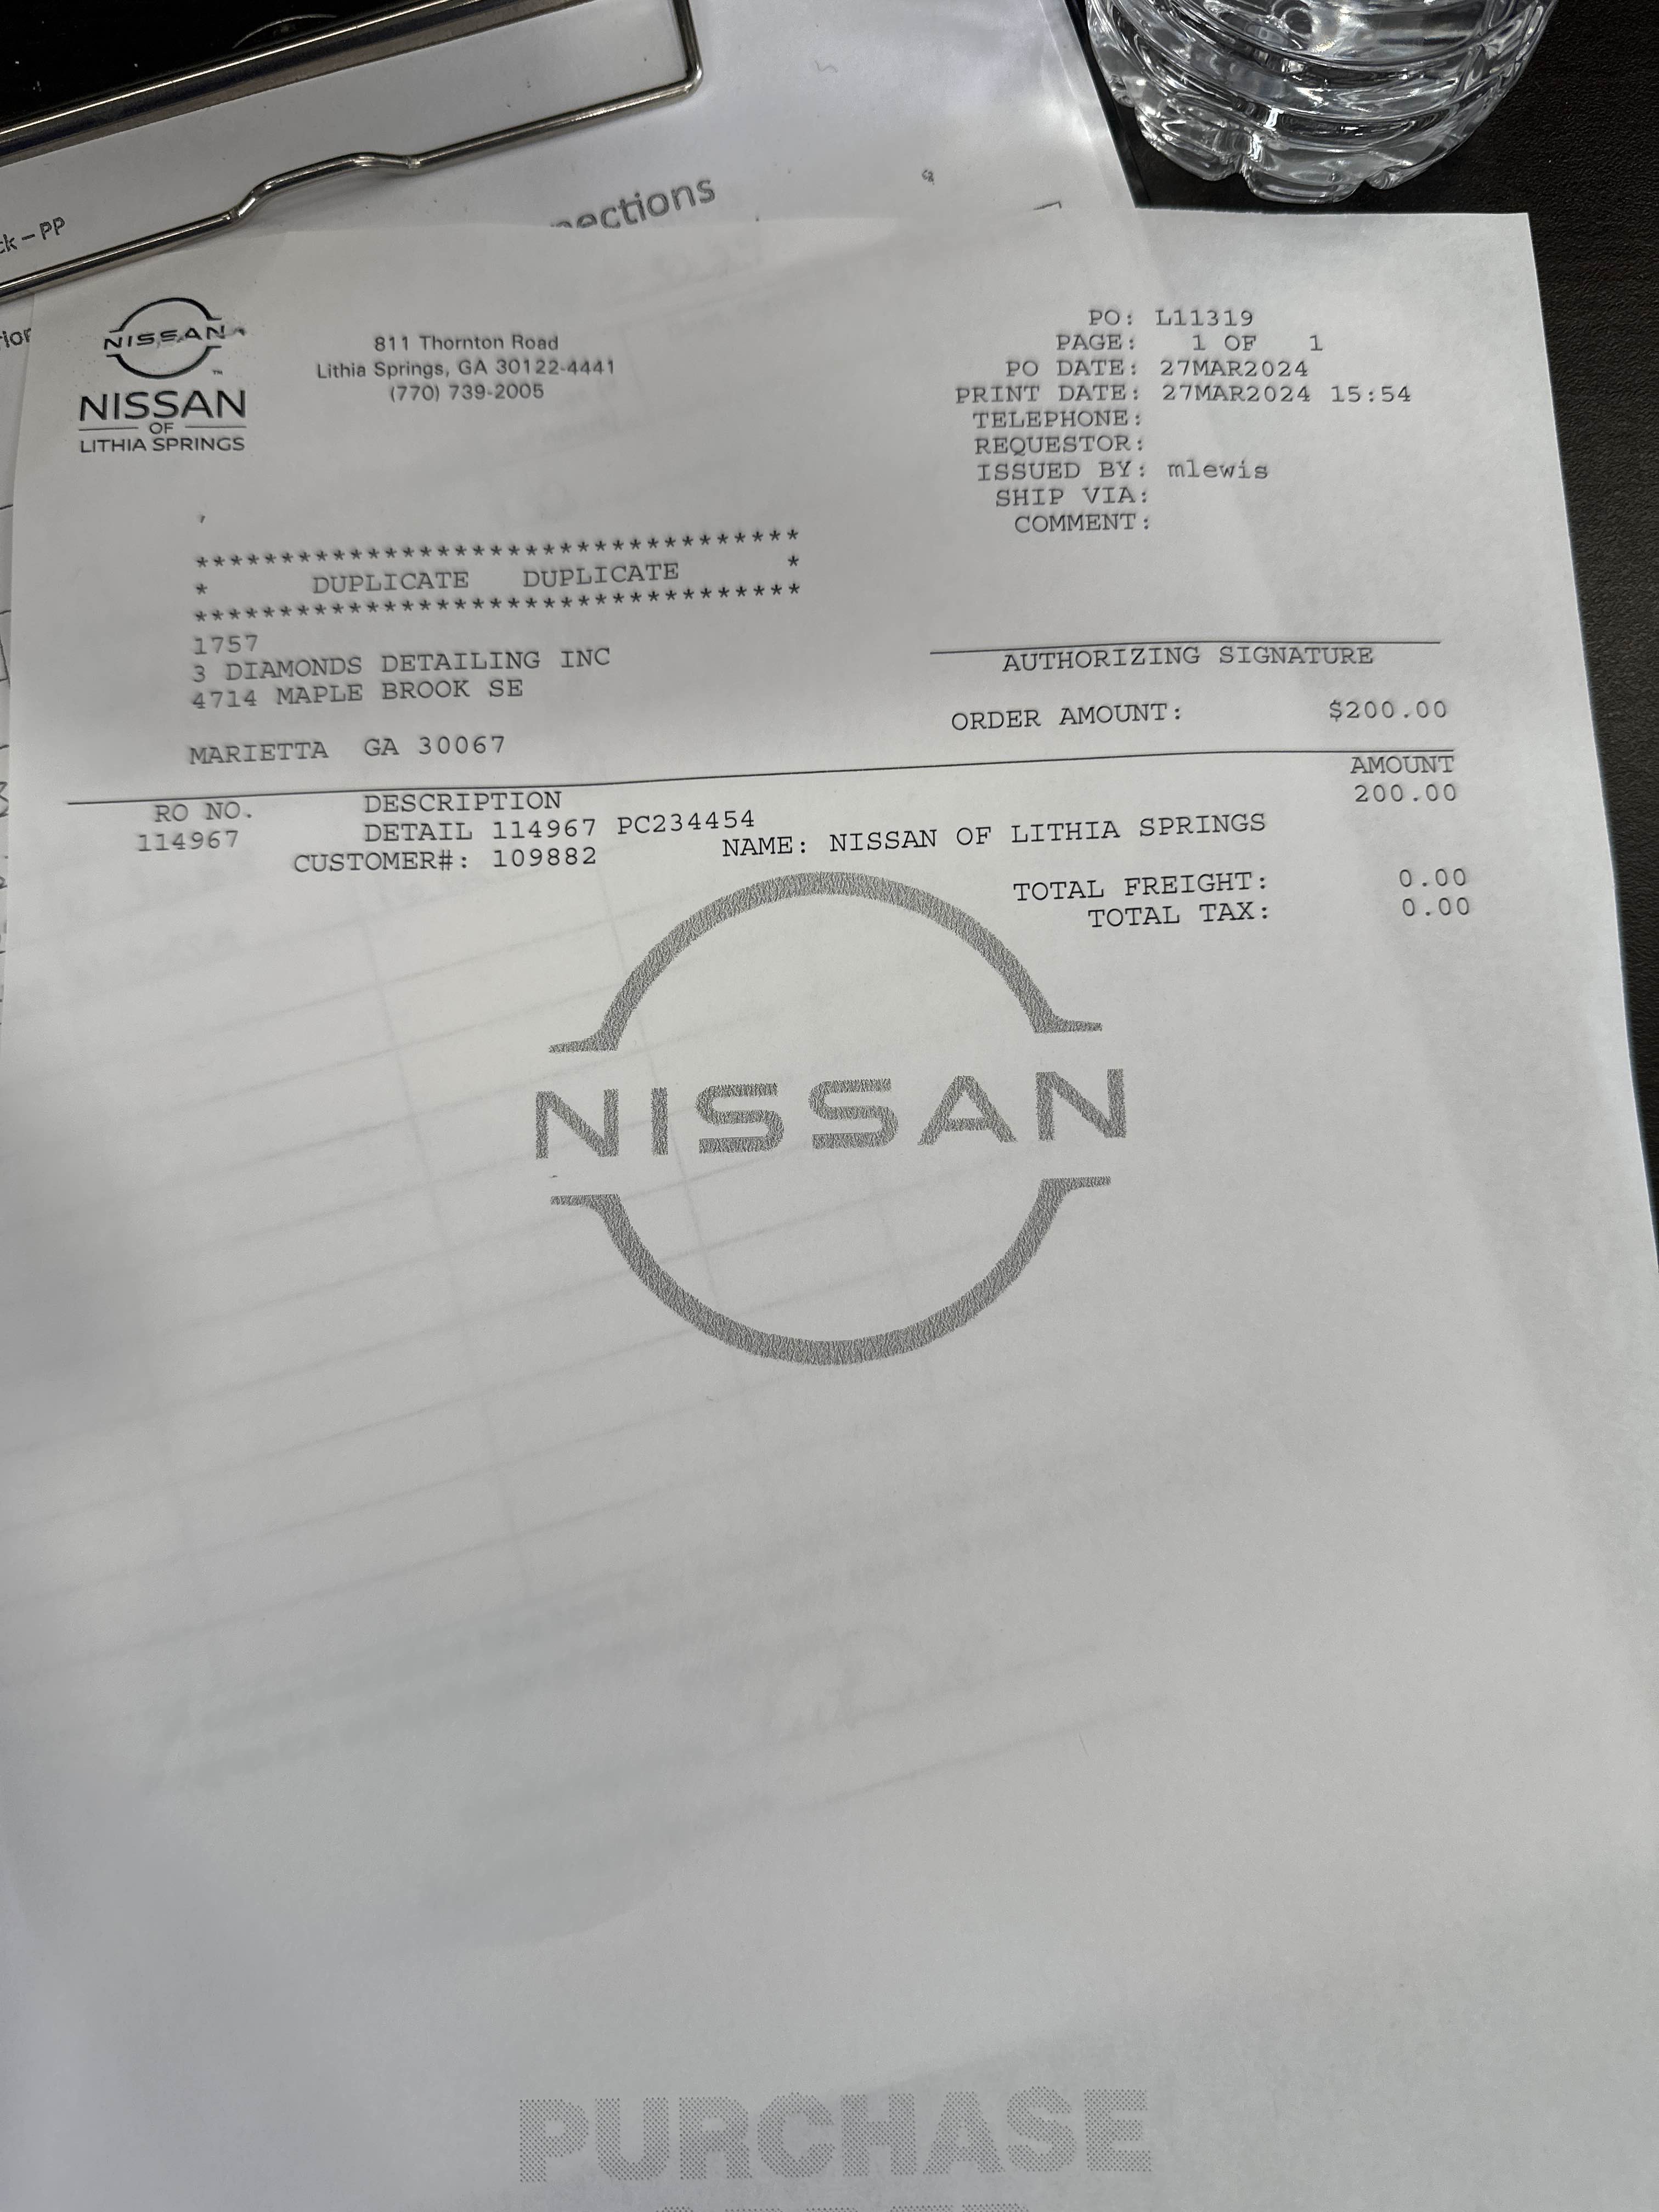 ck – PP
NISSAN
NISSAN
OF
LITHIA SPRINGS
811 Thornton Road
Lithia Springs, GA 30122-4441
(770) 739-2005
PO: L11319
PAGE: 1 OF 1
PO DATE: 27MAR2024
PRINT DATE: 27MAR2024 15:54
TELEPHONE:
REQUESTOR:
ISSUED BY: mlewis
SHIP VIA:
COMMENT:
************************************
* DUPLICATE DUPLICATE *
************************************
1757
3 DIAMONDS DETAILING INC
4714 MAPLE BROOK SE
MARIETTA GA 30067
AUTHORIZING SIGNATURE
ORDER AMOUNT: $200.00
RO NO. DESCRIPTION AMOUNT
114967 DETAIL 114967 PC234454 200.00
CUSTOMER#: 109882 NAME: NISSAN OF LITHIA SPRINGS
TOTAL FREIGHT: 0.00
TOTAL TAX: 0.00
NISSAN
PURCHASE